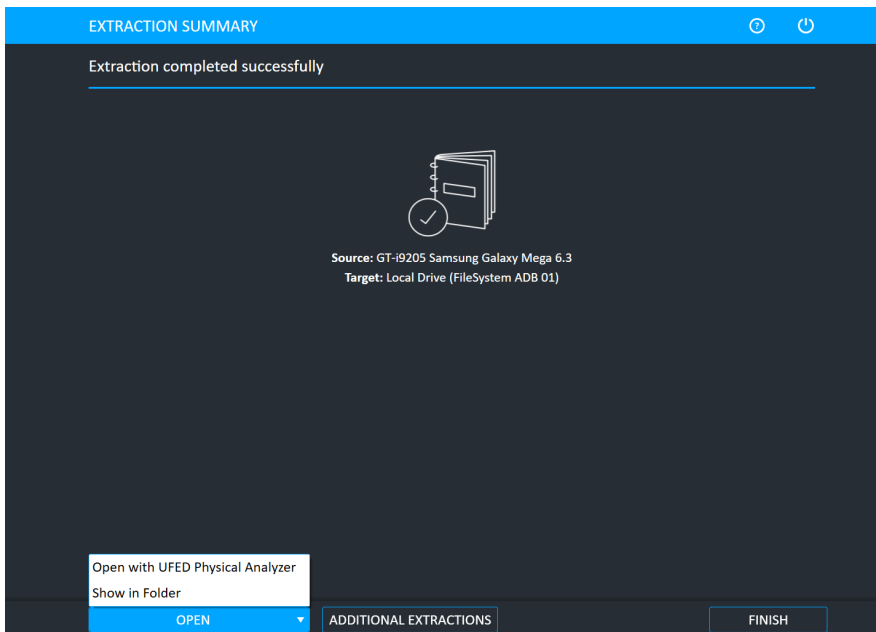 EXTRACTION SUMMARY
Extraction completed successfully
Source: GT-i9205 Samsung Galaxy Mega 6.3
Target: Local Drive (FileSystem ADB 01)
Open with UFED Physical Analyzer
Show in Folder
OPEN
ADDITIONAL EXTRACTIONS
FINISH